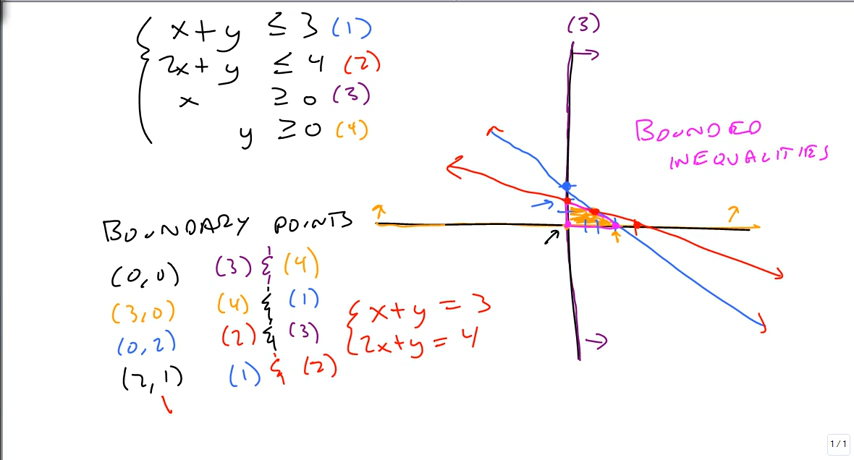 x + y ≤ 3 (1)
2x + y ≤ 4 (2)
x ≥ 0 (3)
y ≥ 0 (4)
(3)
BOUNDED
INEQUALITIES
BOUNDARY POINTS
(0,0) (3) & (4)
(3,0) (4) & (1)
(0,2) (2) & (3)
(2,1) (1) & (2)
x + y = 3
2x + y = 4
1 / 1